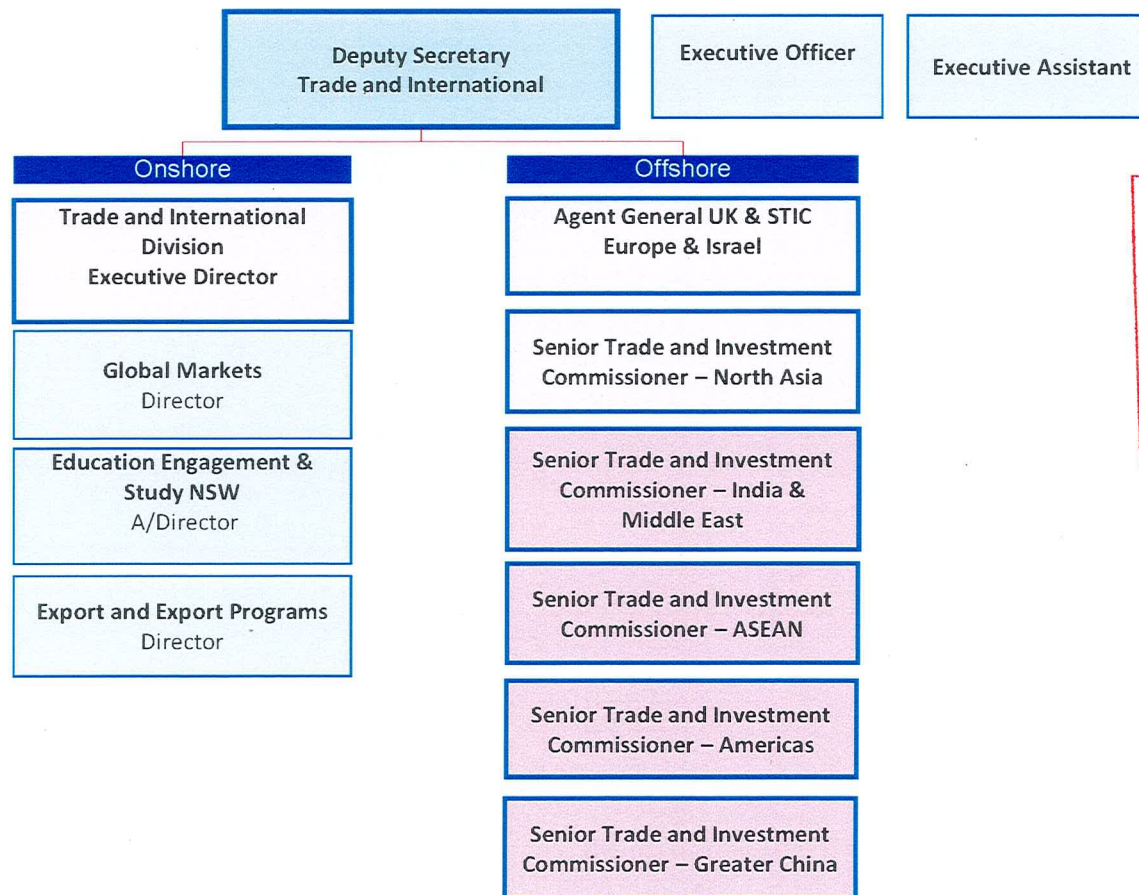 Deputy Secretary
Trade and International
Executive Officer
Executive Assistant
Onshore
Trade and International
Division
Executive Director
Global Markets
Director
Education Engagement &
Study NSW
A/Director
Export and Export Programs
Director
Offshore
Agent General UK & STIC
Europe & Israel
Senior Trade and Investment
Commissioner – North Asia
Senior Trade and Investment
Commissioner – India &
Middle East
Senior Trade and Investment
Commissioner – ASEAN
Senior Trade and Investment
Commissioner – Americas
Senior Trade and Investment
Commissioner – Greater China